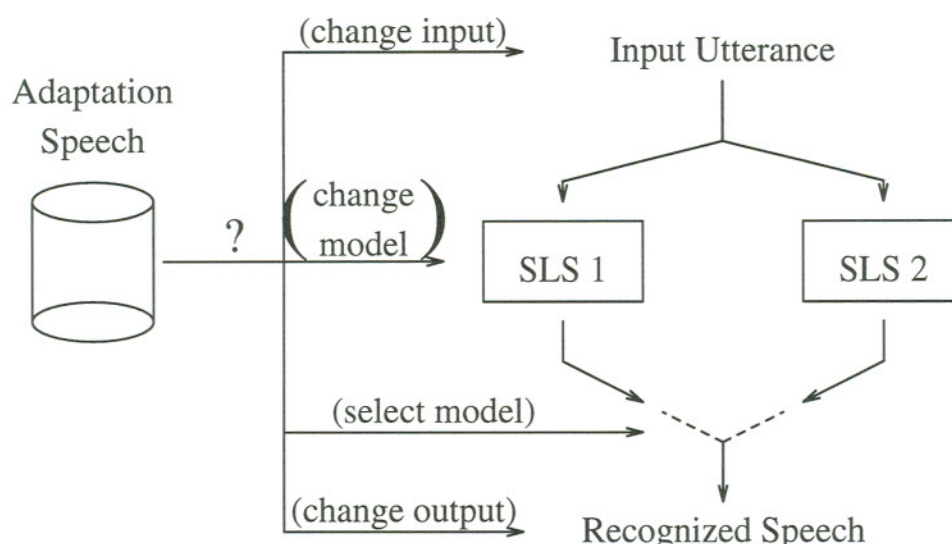 (change input)
Input Utterance
Adaptation
Speech
?
(change
model)
SLS 1
SLS 2
(select model)
(change output)
Recognized Speech